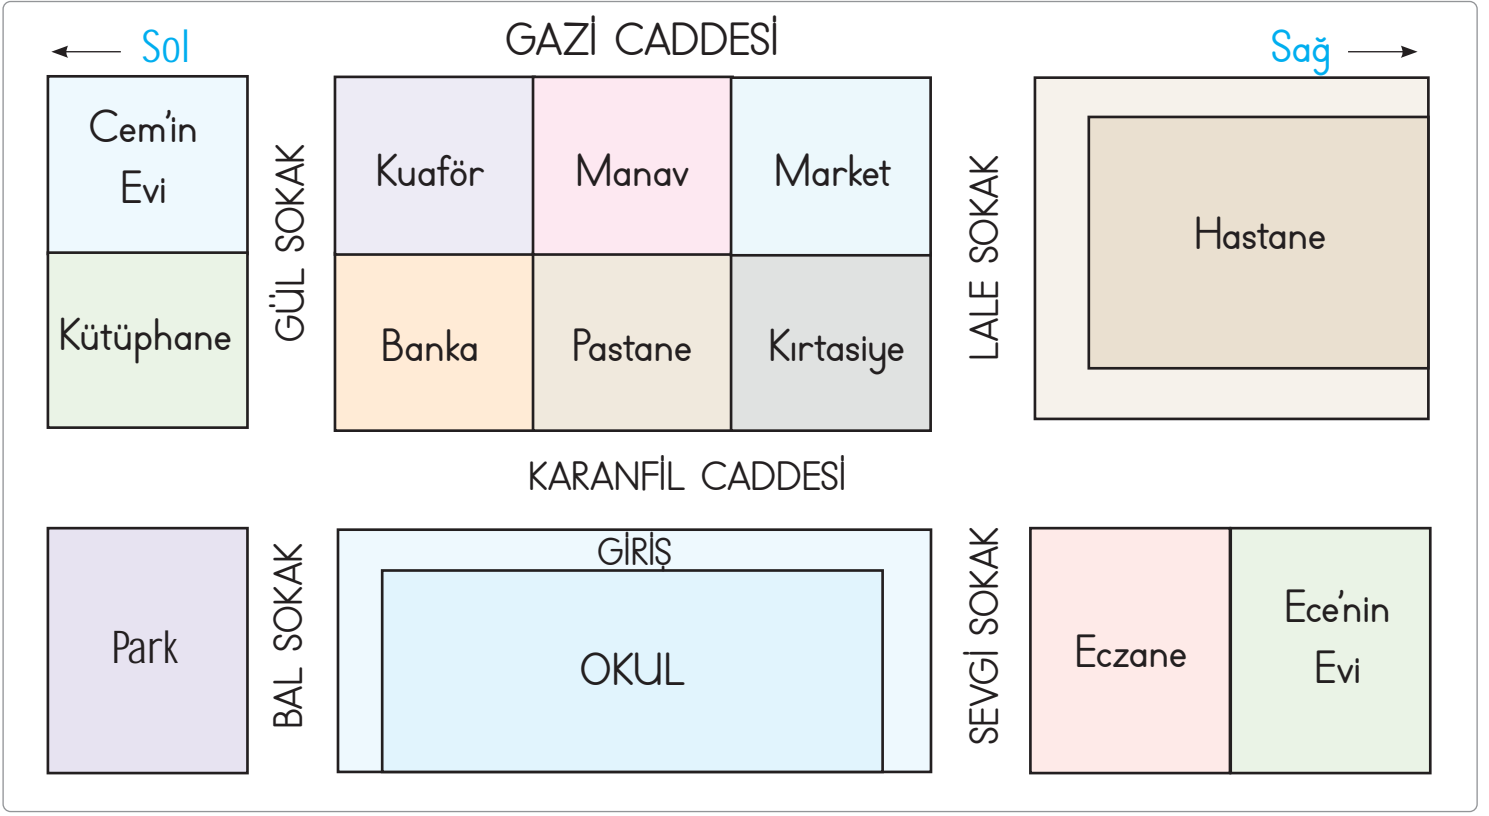 Sol
GAZİ CADDESİ
Sağ
Cem'in
Evi
GÜL SOKAK
Kuaför
Manav
Market
LALE SOKAK
Hastane
Kütüphane
Banka
Pastane
Kırtasiye
KARANFİL CADDESİ
Park
BAL SOKAK
GİRİŞ
OKUL
SEVGİ SOKAK
Eczane
Ece'nin
Evi